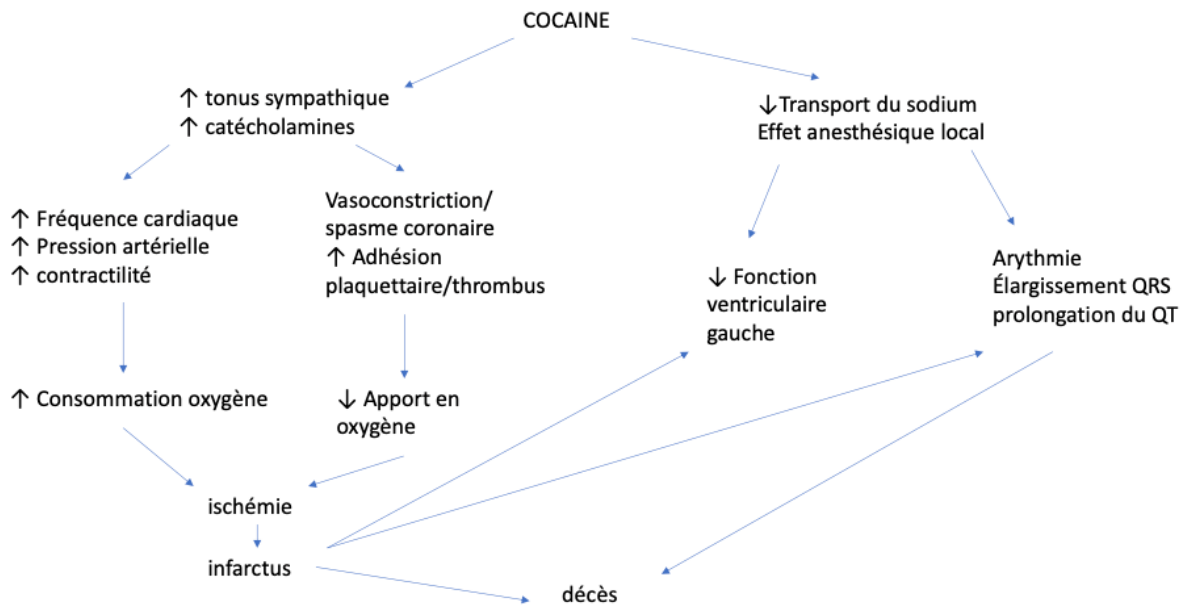 COCAINE
↑ tonus sympathique
↑ catécholamines
↓Transport du sodium
Effet anesthésique local
↑ Fréquence cardiaque
↑ Pression artérielle
↑ contractilité
Vasoconstriction/
spasme coronaire
↑ Adhésion
plaquettaire/thrombus
↓ Fonction
ventriculaire
gauche
Arythmie
Élargissement QRS
prolongation du QT
↑ Consommation oxygène
↓ Apport en
oxygène
ischémie
infarctus
décès